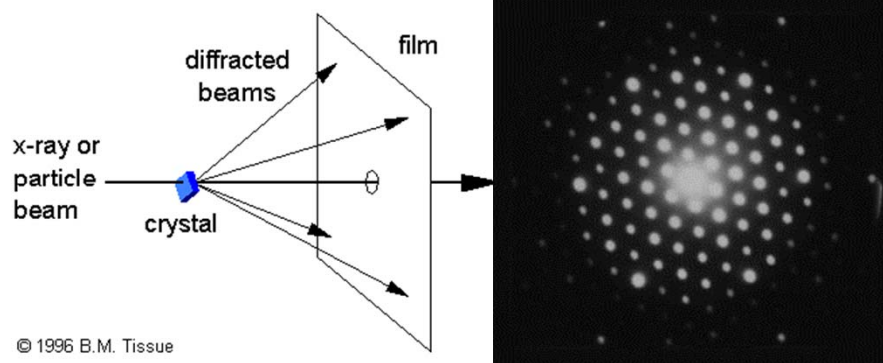 diffracted
beams
film
x-ray or
particle
beam
crystal
© 1996 B.M. Tissue